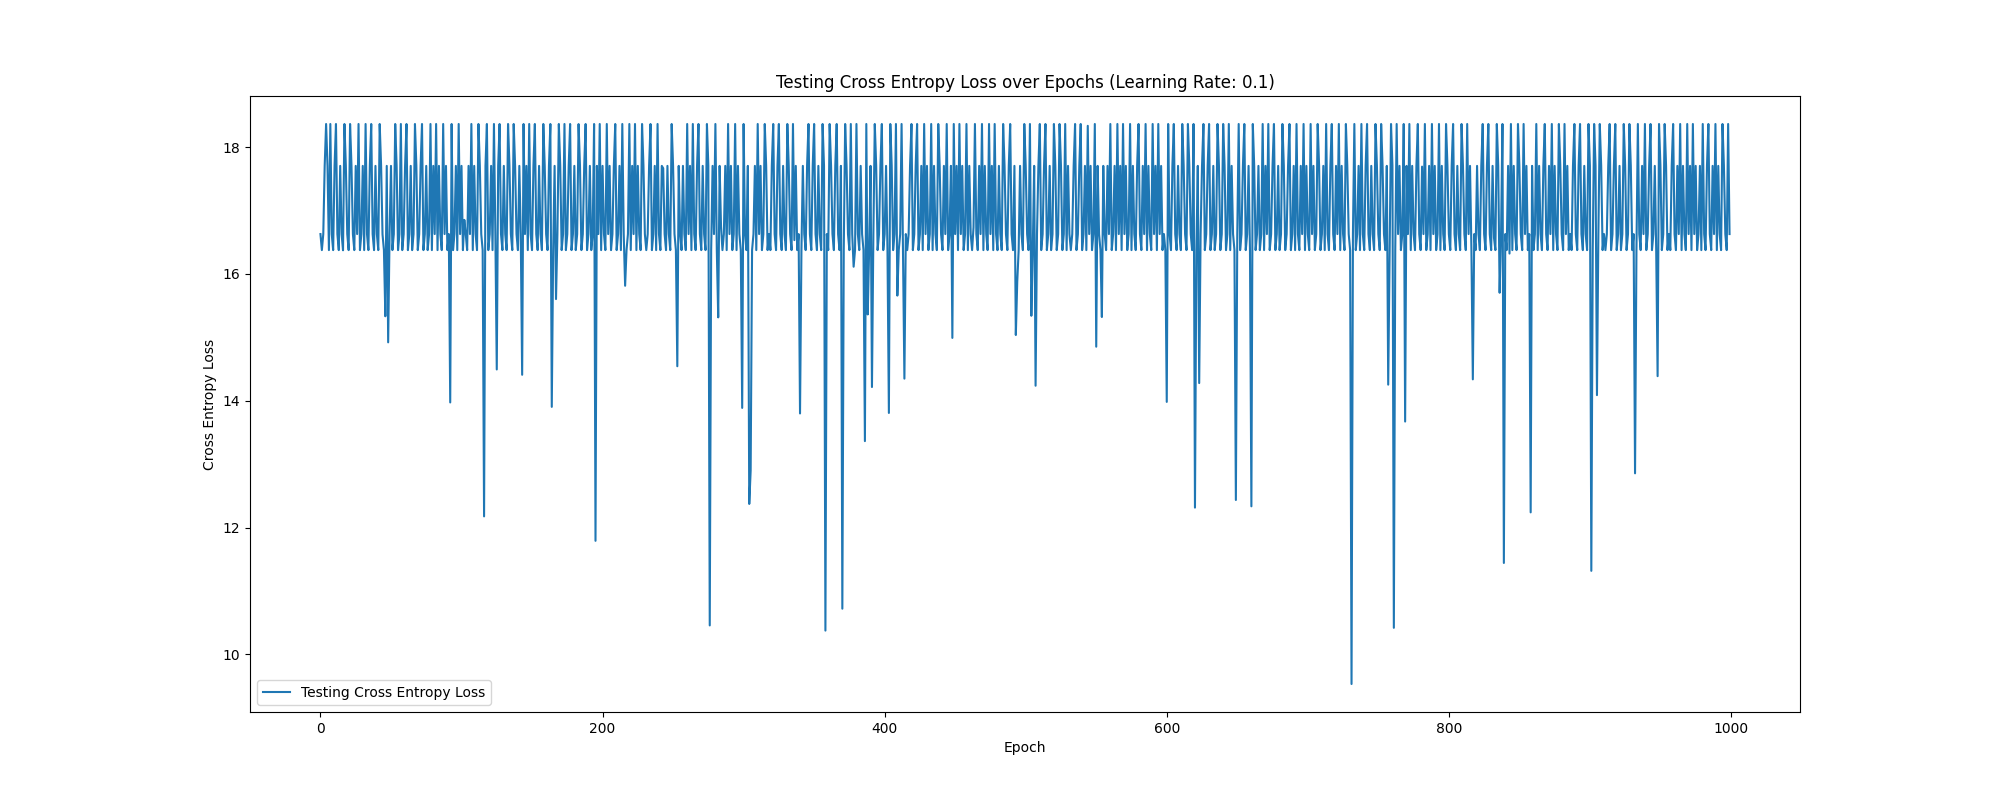 Testing Cross Entropy Loss over Epochs (Learning Rate: 0.1)
Cross Entropy Loss
18
16
14
12
10
Testing Cross Entropy Loss
0
200
400
600
800
1000
Epoch